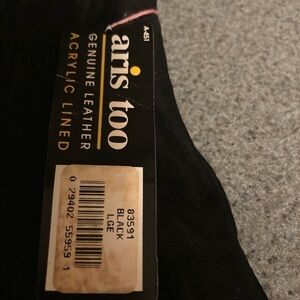 A-451
aris too
GENUINE LEATHER
ACRYLIC LINED
83591
BLACK
LGE
0 79402 55959 1